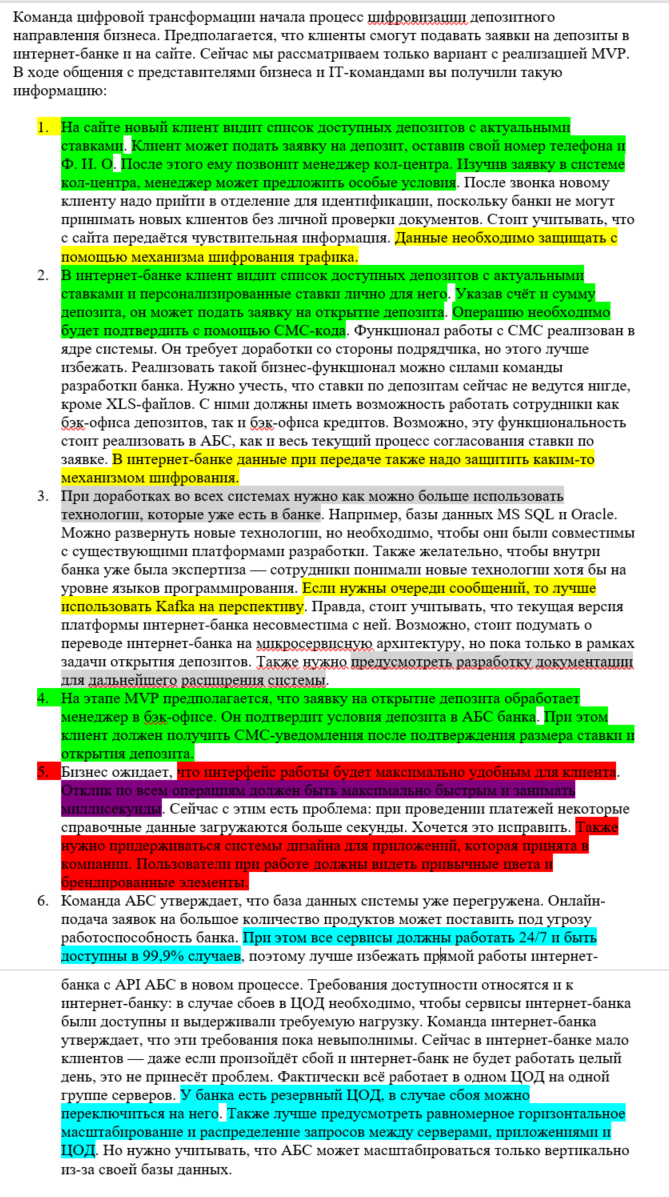 Команда цифровой трансформации начала процесс цифровизации депозитного
направления бизнеса. Предполагается, что клиенты смогут подавать заявки на депозиты в
интернет-банке и на сайте. Сейчас мы рассматриваем только вариант с реализацией MVP.
В ходе общения с представителями бизнеса и IT-командами вы получили такую
информацию:
1. На сайте новый клиент видит список доступных депозитов с актуальными
ставками. Клиент может подать заявку на депозит, оставив свой номер телефона и
Ф. И. О. После этого ему позвонит менеджер кол-центра. Изучив заявку в системе
кол-центра, менеджер может предложить особые условия. После звонка новому
клиенту надо прийти в отделение для идентификации, поскольку банки не могут
принимать новых клиентов без личной проверки документов. Стоит учитывать, что
с сайта передаётся чувствительная информация. Данные необходимо защищать с
помощью механизма шифрования трафика.
2. В интернет-банке клиент видит список доступных депозитов с актуальными
ставками и персонализированные ставки лично для него. Указав счёт и сумму
депозита, он может подать заявку на открытие депозита. Операцию необходимо
будет подтвердить с помощью СМС-кода. Функционал работы с СМС реализован в
ядре системы. Он требует доработки со стороны подрядчика, но этого лучше
избежать. Реализовать такой бизнес-функционал можно силами команды
разработки банка. Нужно учесть, что ставки по депозитам сейчас не ведутся нигде,
кроме XLS-файлов. С ними должны иметь возможность работать сотрудники как
бэк-офиса депозитов, так и бэк-офиса кредитов. Возможно, эту функциональность
стоит реализовать в АБС, как и весь текущий процесс согласования ставки по
заявке. В интернет-банке данные при передаче также надо защитить каким-то
механизмом шифрования.
3. При доработках во всех системах нужно как можно больше использовать
технологии, которые уже есть в банке. Например, базы данных MS SQL и Oracle.
Можно развернуть новые технологии, но необходимо, чтобы они были совместимы
с существующими платформами разработки. Также желательно, чтобы внутри
банка уже была экспертиза — сотрудники понимали новые технологии хотя бы на
уровне языков программирования. Если нужны очереди сообщений, то лучше
использовать Kafka на перспективу. Правда, стоит учитывать, что текущая версия
платформы интернет-банка несовместима с ней. Возможно, стоит подумать о
переводе интернет-банка на микросервисную архитектуру, но пока только в рамках
задачи открытия депозитов. Также нужно предусмотреть разработку документации
для дальнейшего расширения системы.
4. На этапе MVP предполагается, что заявку на открытие депозита обработает
менеджер в бэк-офисе. Он подтвердит условия депозита в АБС банка. При этом
клиент должен получить СМС-уведомления после подтверждения размера ставки и
открытия депозита.
5. Бизнес ожидает, что интерфейс работы будет максимально удобным для клиента.
Отклик по всем операциям должен быть максимально быстрым и занимать
миллисекунды. Сейчас с этим есть проблема: при проведении платежей некоторые
справочные данные загружаются больше секунды. Хочется это исправить. Также
нужно придерживаться системы дизайна для приложений, которая принята в
компании. Пользователи при работе должны видеть привычные цвета и
брендированные элементы.
6. Команда АБС утверждает, что база данных системы уже перегружена. Онлайн-
подача заявок на большое количество продуктов может поставить под угрозу
работоспособность банка. При этом все сервисы должны работать 24/7 и быть
доступны в 99,9% случаев, поэтому лучше избежать прямой работы интернет-
банка с API АБС в новом процессе. Требования доступности относятся и к
интернет-банку: в случае сбоев в ЦОД необходимо, чтобы сервисы интернет-банка
были доступны и выдерживали требуемую нагрузку. Команда интернет-банка
утверждает, что эти требования пока невыполнимы. Сейчас в интернет-банке мало
клиентов — даже если произойдёт сбой и интернет-банк не будет работать целый
день, это не принесёт проблем. Фактически всё работает в одном ЦОД на одной
группе серверов. У банка есть резервный ЦОД, в случае сбоя можно
переключиться на него. Также лучше предусмотреть равномерное горизонтальное
масштабирование и распределение запросов между серверами, приложениями и
ЦОД. Но нужно учитывать, что АБС может масштабироваться только вертикально
из-за своей базы данных.